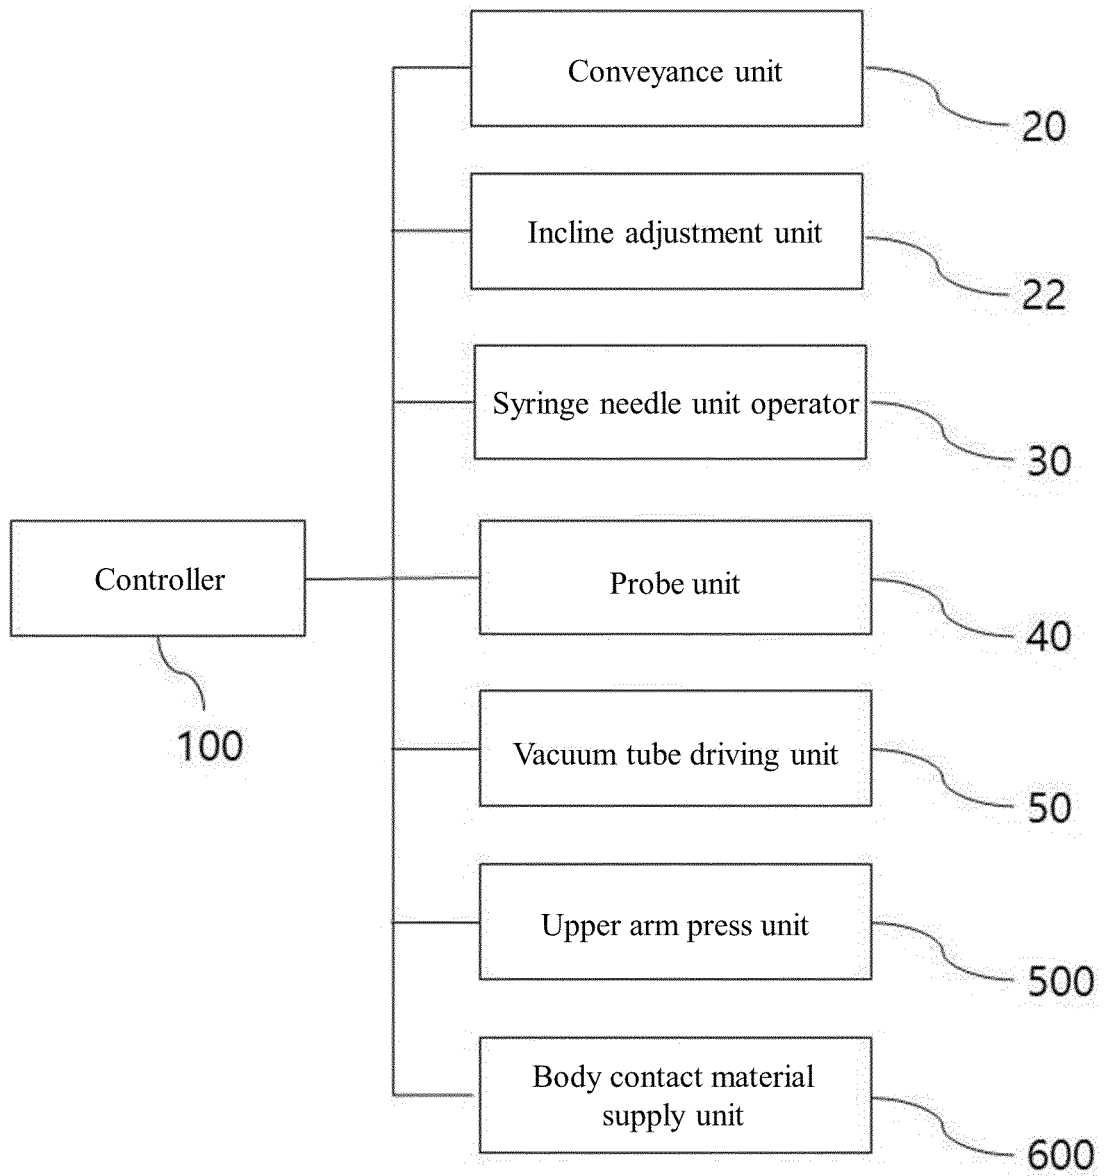 Conveyance unit
20
Incline adjustment unit
22
Syringe needle unit operator
30
Controller
100
Probe unit
40
Vacuum tube driving unit
50
Upper arm press unit
500
Body contact material
supply unit
600